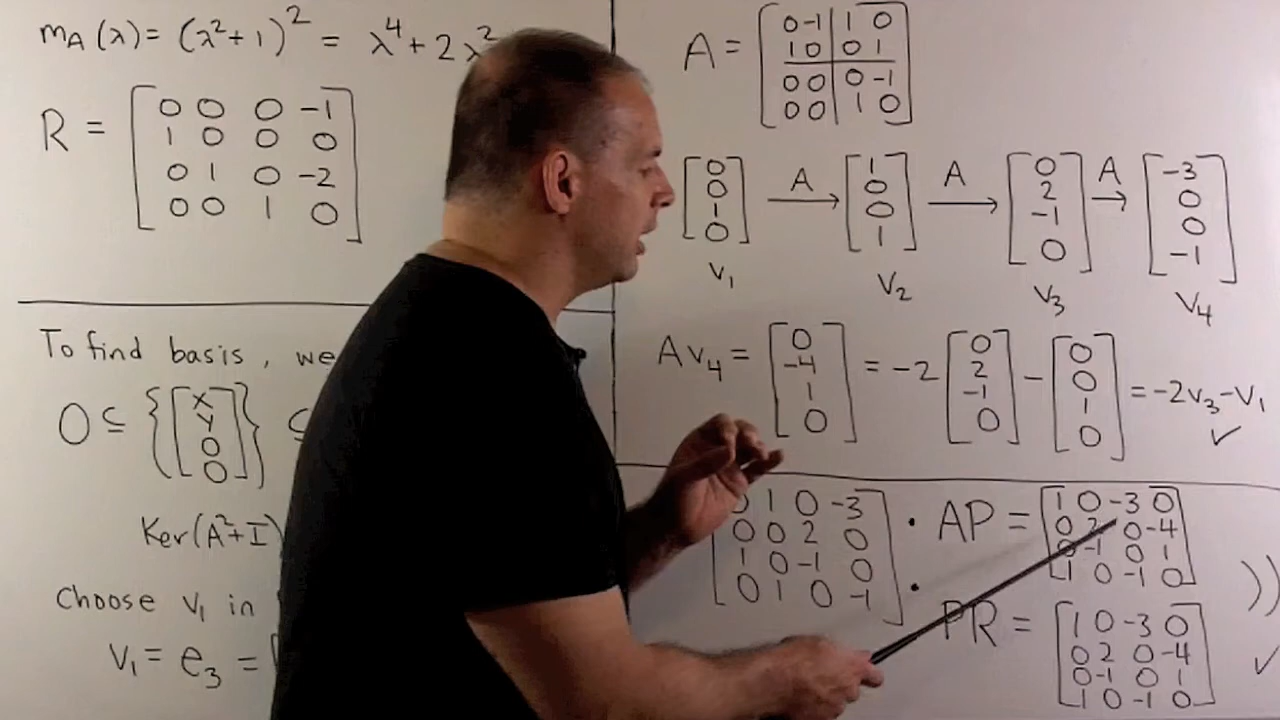 m_A(λ) = (λ²+1)² = λ⁴ + 2λ²
R = [0 0 0 -1
1 0 0 0
0 1 0 -2
0 0 1 0]
To find basis, we
0 ⊆ {[x
y
0
0]} ⊆
Ker(A²+I)
Choose v₁ in
v₁ = e₃ = [
A = [0 -1 | 1 0
1 0 | 0 1
0 0 | 0 -1
0 0 | 1 0]
[0 0 1 0] A→ [1 0 0 1] A→ [0 2 -1 0] A→ [-3 0 0 -1]
v₁ v₂ v₃ v₄
Av₄ = [0 -4 1 0] = -2 [0 2 -1 0] - [0 0 1 0] = -2v₃ - v₁
✓
0 1 0 -3
0 0 2 0
1 0 -1 0
0 1 0 -1]
· AP = [1 0 -3 0
0 2 0 -4
0 -1 0 1
1 0 -1 0]
· PR = [1 0 -3 0
0 2 0 -4
0 -1 0 1
1 0 -1 0]
))
✓